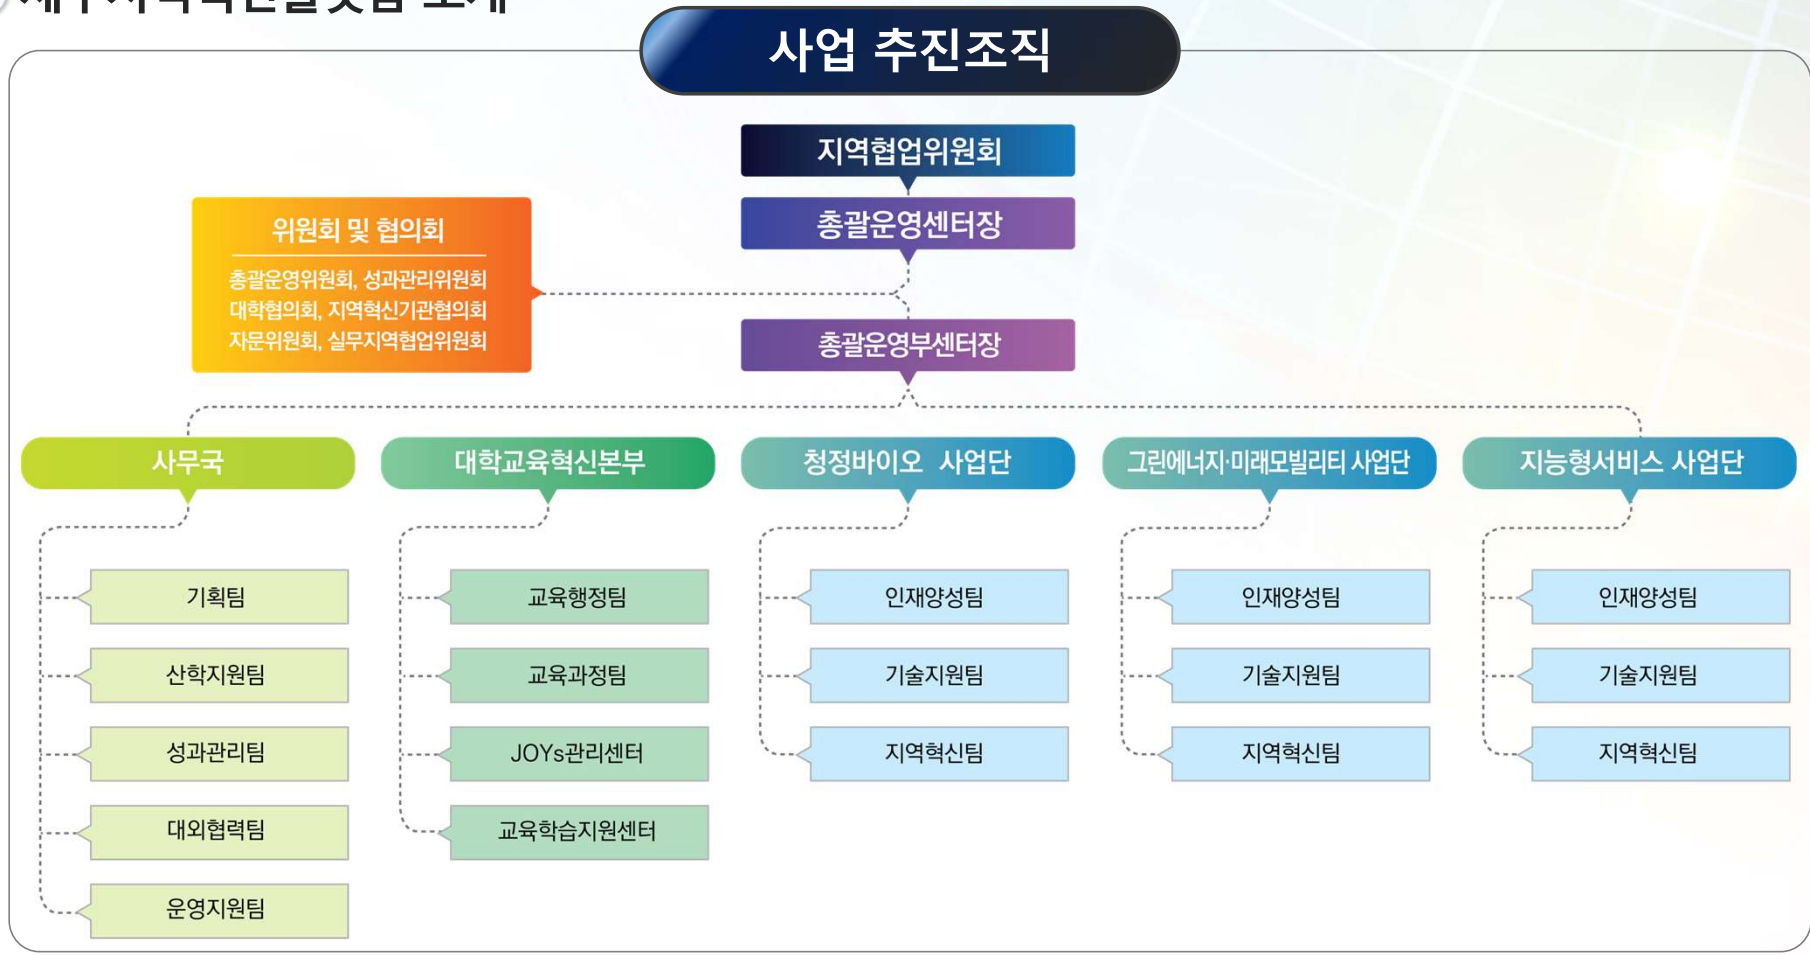 사업 추진조직
지역협업위원회
총괄운영센터장
위원회 및 협의회
총괄운영위원회, 성과관리위원회
대학협의회, 지역혁신기관협의회
자문위원회, 실무지역협업위원회
총괄운영부센터장
사무국
기획팀
산학지원팀
성과관리팀
대외협력팀
운영지원팀
대학교육혁신본부
교육행정팀
교육과정팀
JOYs관리센터
교육학습지원센터
청정바이오 사업단
인재양성팀
기술지원팀
지역혁신팀
그린에너지·미래모빌리티 사업단
인재양성팀
기술지원팀
지역혁신팀
지능형서비스 사업단
인재양성팀
기술지원팀
지역혁신팀